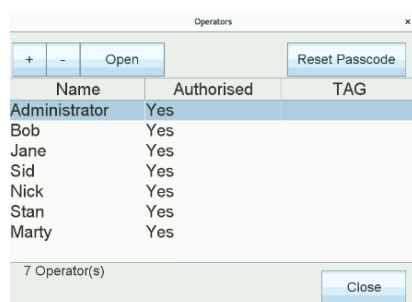 Operators x
+ - Open Reset Passcode
Name Authorised TAG
Administrator Yes
Bob Yes
Jane Yes
Sid Yes
Nick Yes
Stan Yes
Marty Yes
7 Operator(s)
Close